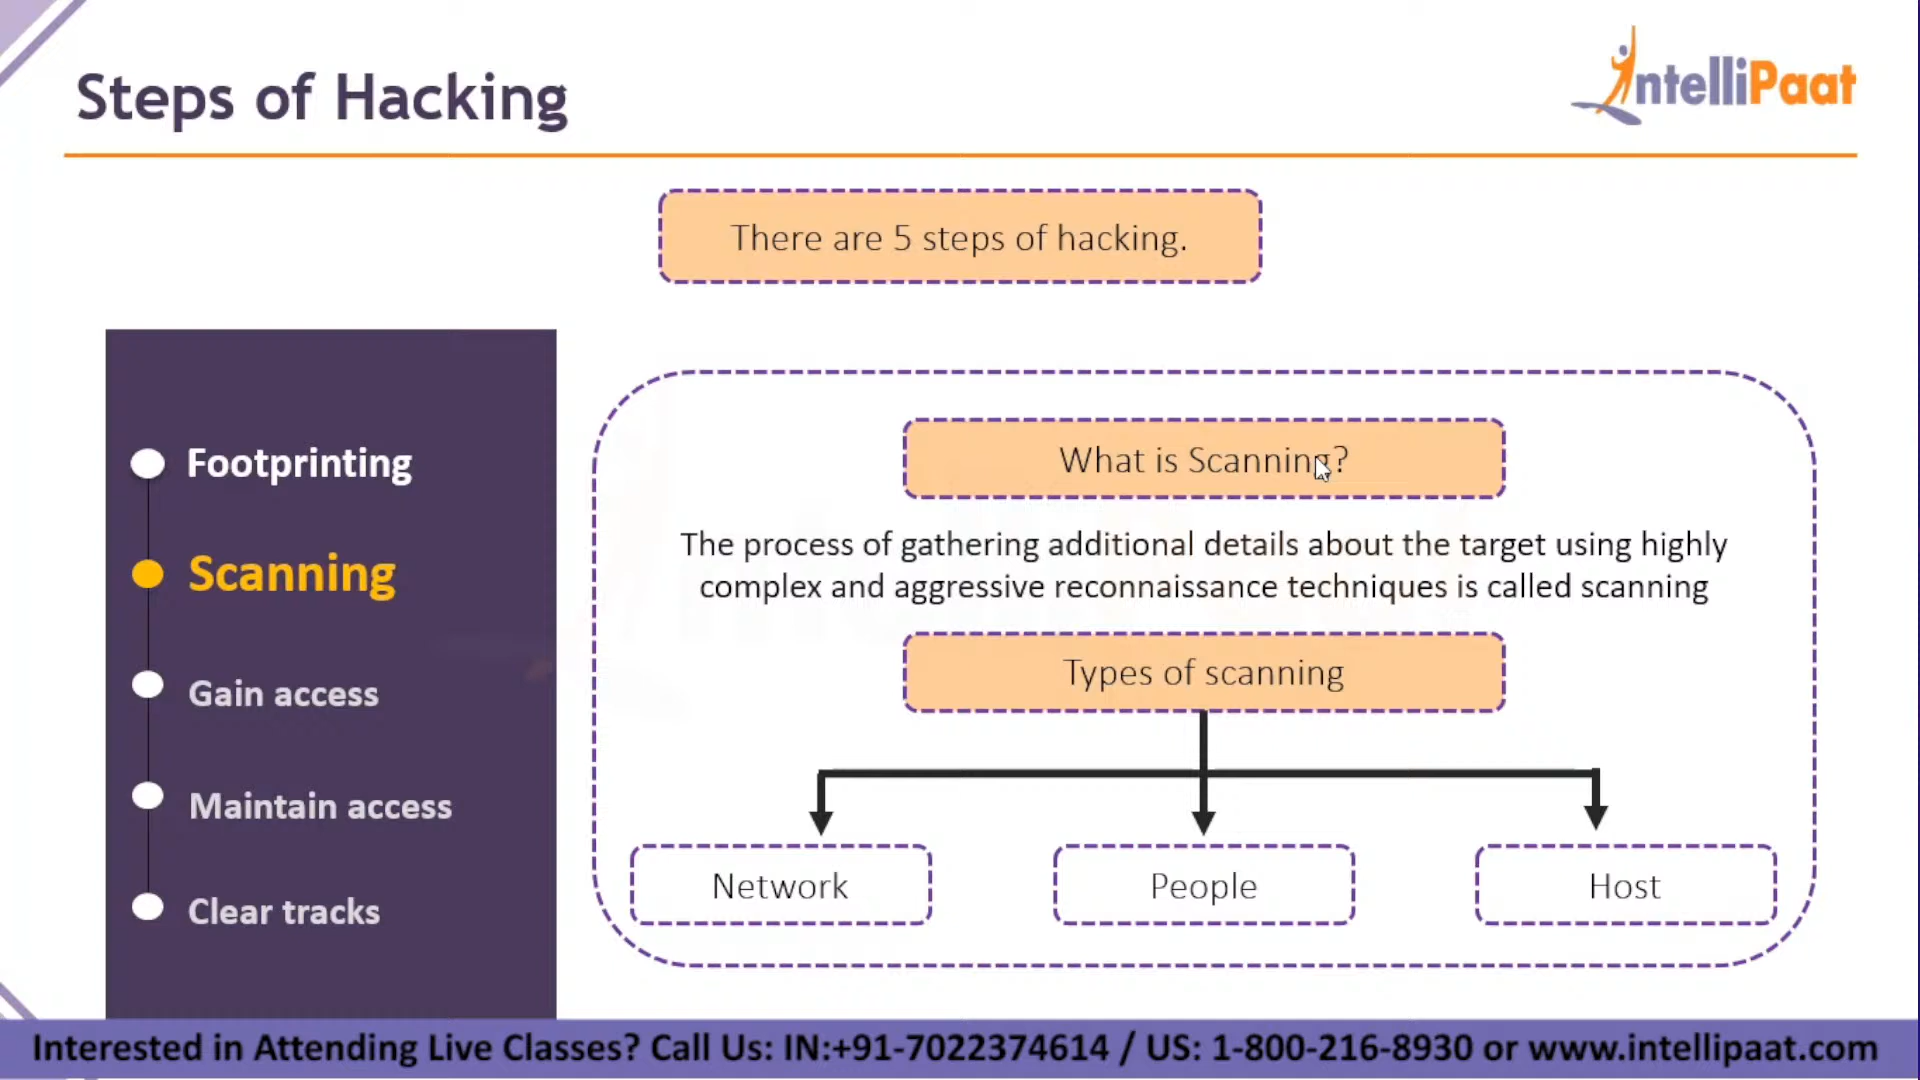 Steps of Hacking
IntelliPaat
There are 5 steps of hacking.
Footprinting
Scanning
Gain access
Maintain access
Clear tracks
What is Scanning?
The process of gathering additional details about the target using highly
complex and aggressive reconnaissance techniques is called scanning
Types of scanning
Network
People
Host
Interested in Attending Live Classes? Call Us: IN:+91-7022374614 / US: 1-800-216-8930 or www.intellipaat.com